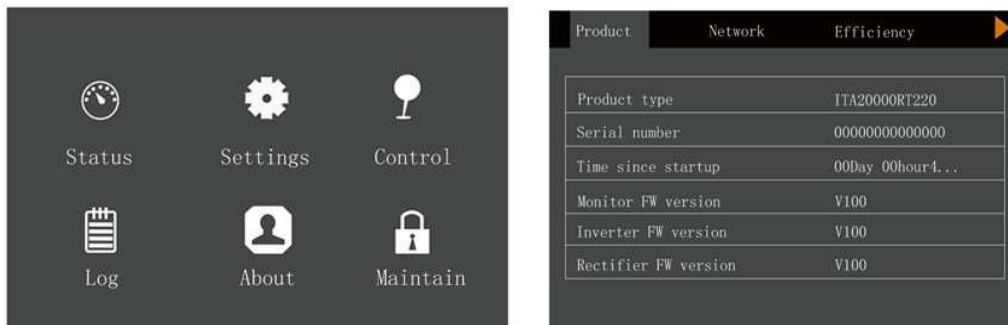 Status Settings Control
Log About Maintain
Product Network Efficiency
Product type ITA20000RT220
Serial number 00000000000000
Time since startup 00Day 00hour4...
Monitor FW version V100
Inverter FW version V100
Rectifier FW version V100